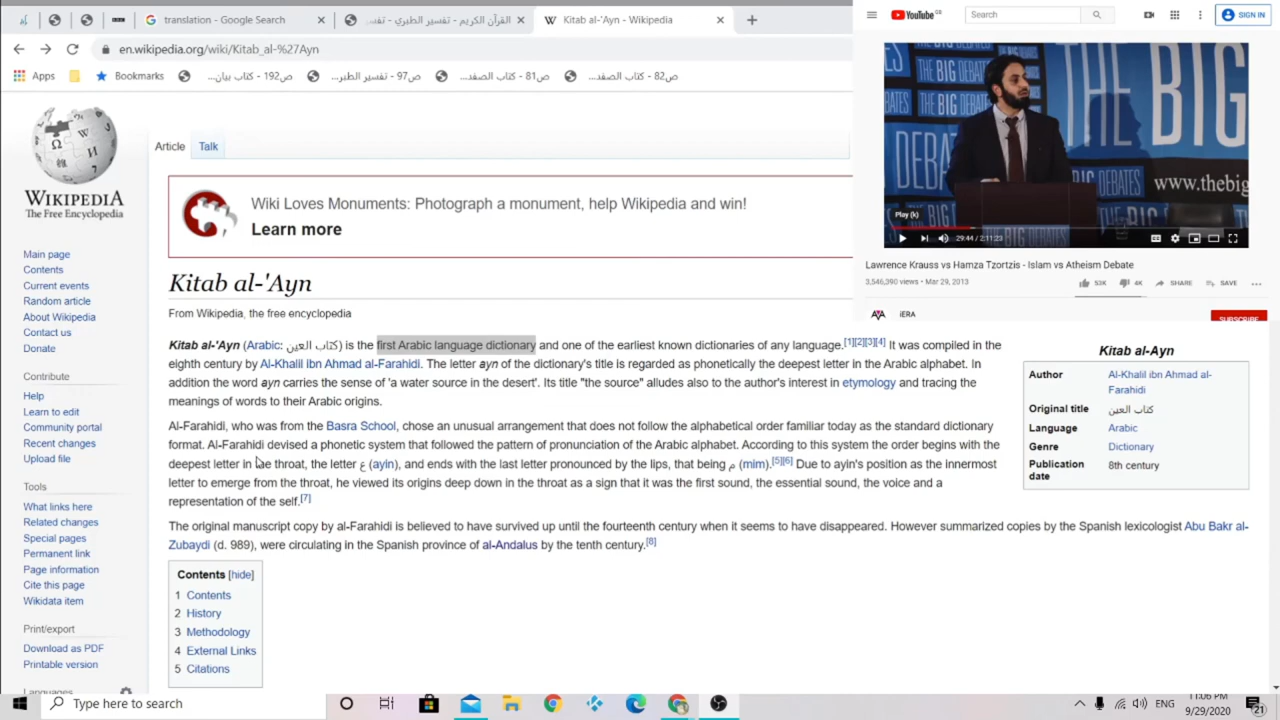 translation - Google Search
القرآن الكريم - تفسير الطبري - تفسير
Kitab al-'Ayn - Wikipedia
en.wikipedia.org/wiki/Kitab_al-%27Ayn
Apps
Bookmarks
ص192 - كتاب بيان...
ص97 - تفسير الطبر...
ص81 - كتاب الصفد...
ص82 - كتاب الصفد...
YouTube
Search
SIGN IN
THE BIG DEBATES
www.thebig
Play (k)
29:44 / 2:11:23
Lawrence Krauss vs Hamza Tzortzis - Islam vs Atheism Debate
3,546,390 views • Mar 29, 2013
53K
4K
SHARE
SAVE
iERA
SUBSCRIBE
WIKIPEDIA
The Free Encyclopedia
Main page
Contents
Current events
Random article
About Wikipedia
Contact us
Donate
Contribute
Help
Learn to edit
Community portal
Recent changes
Upload file
Tools
What links here
Related changes
Special pages
Permanent link
Page information
Cite this page
Wikidata item
Print/export
Download as PDF
Printable version
Languages
Article
Talk
Wiki Loves Monuments: Photograph a monument, help Wikipedia and win!
Learn more
Kitab al-'Ayn
From Wikipedia, the free encyclopedia
Kitab al-'Ayn (Arabic: كتاب العين) is the first Arabic language dictionary and one of the earliest known dictionaries of any language.[1][2][3][4] It was compiled in the
eighth century by Al-Khalil ibn Ahmad al-Farahidi. The letter ayn of the dictionary's title is regarded as phonetically the deepest letter in the Arabic alphabet. In
addition the word ayn carries the sense of 'a water source in the desert'. Its title "the source" alludes also to the author's interest in etymology and tracing the
meanings of words to their Arabic origins.
Al-Farahidi, who was from the Basra School, chose an unusual arrangement that does not follow the alphabetical order familiar today as the standard dictionary
format. Al-Farahidi devised a phonetic system that followed the pattern of pronunciation of the Arabic alphabet. According to this system the order begins with the
deepest letter in the throat, the letter ع (ayin), and ends with the last letter pronounced by the lips, that being م (mim).[5][6] Due to ayin's position as the innermost
letter to emerge from the throat, he viewed its origins deep down in the throat as a sign that it was the first sound, the essential sound, the voice and a
representation of the self.[7]
The original manuscript copy by al-Farahidi is believed to have survived up until the fourteenth century when it seems to have disappeared. However summarized copies by the Spanish lexicologist Abu Bakr al-
Zubaydi (d. 989), were circulating in the Spanish province of al-Andalus by the tenth century.[8]
Kitab al-Ayn
Author Al-Khalil ibn Ahmad al-
Farahidi
Original title كتاب العين
Language Arabic
Genre Dictionary
Publication date 8th century
Contents [hide]
1 Contents
2 History
3 Methodology
4 External Links
5 Citations
Type here to search
ENG
11:06 PM
9/29/2020
21